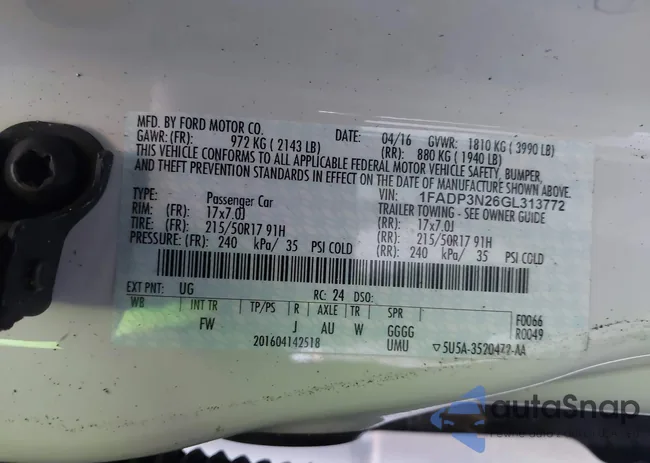 MFD. BY FORD MOTOR CO. DATE: 04/16 GVWR: 1810 KG ( 3990 LB)
GAWR: (FR): 972 KG ( 2143 LB) (RR): 880 KG ( 1940 LB)
THIS VEHICLE CONFORMS TO ALL APPLICABLE FEDERAL MOTOR VEHICLE SAFETY, BUMPER,
AND THEFT PREVENTION STANDARDS IN EFFECT ON THE DATE OF MANUFACTURE SHOWN ABOVE.
VIN: 1FADP3N26GL313772
TYPE: Passenger Car TRAILER TOWING - SEE OWNER GUIDE
RIM: (FR) 17x7.0J (RR): 17x7.0J
TIRE: (FR) 215/50R17 91H (RR): 215/50R17 91H
PRESSURE: (FR) 240 kPa/ 35 PSI COLD (RR) 240 kPa/ 35 PSI COLD
EXT PNT: UG RC: 24 DSO:
WB INT TR TP/PS R AXLE TR SPR F0066
FW J AU W GGGG R0049
201604142518 UMU ▽5U5A-3520472-AA
autoSnap